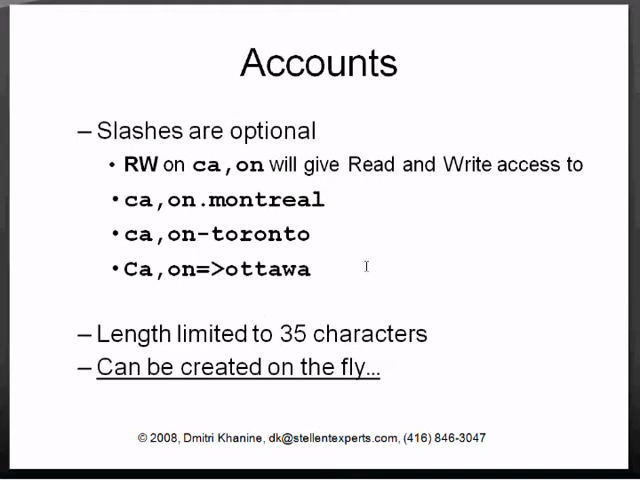 Accounts
– Slashes are optional
• RW on ca,on will give Read and Write access to
• ca,on.montreal
• ca,on-toronto
• Ca,on=>ottawa
– Length limited to 35 characters
– Can be created on the fly…
© 2008, Dmitri Khanine, dk@stellentexperts.com, (416) 846-3047